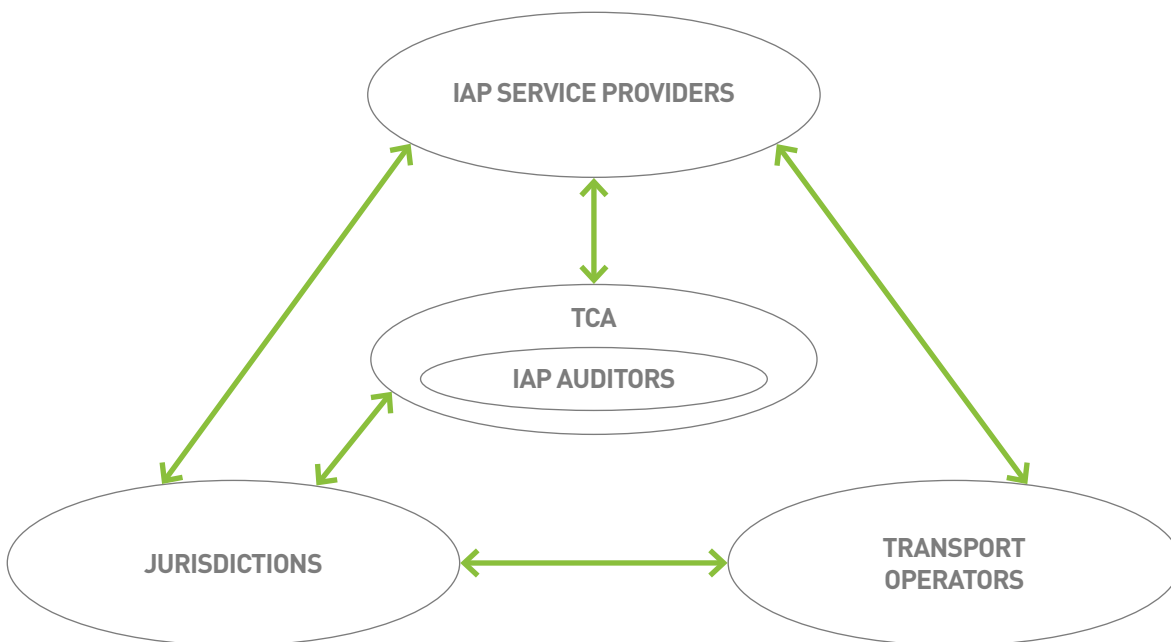 IAP SERVICE PROVIDERS
TCA
IAP AUDITORS
JURISDICTIONS
TRANSPORT
OPERATORS